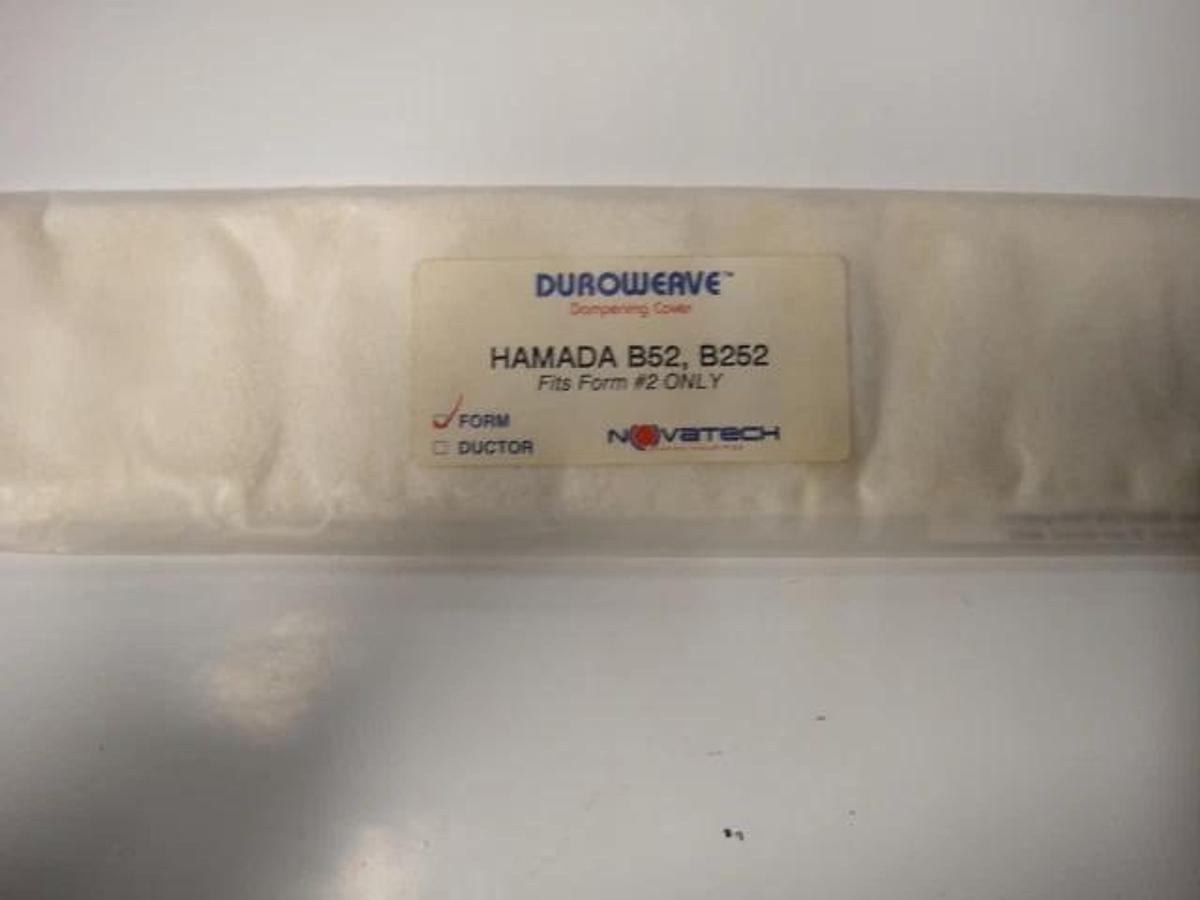 DUROWEAVE™
Dampening Cover
HAMADA B52, B252
Fits Form #2 ONLY
FORM
DUCTOR
NOVATECH